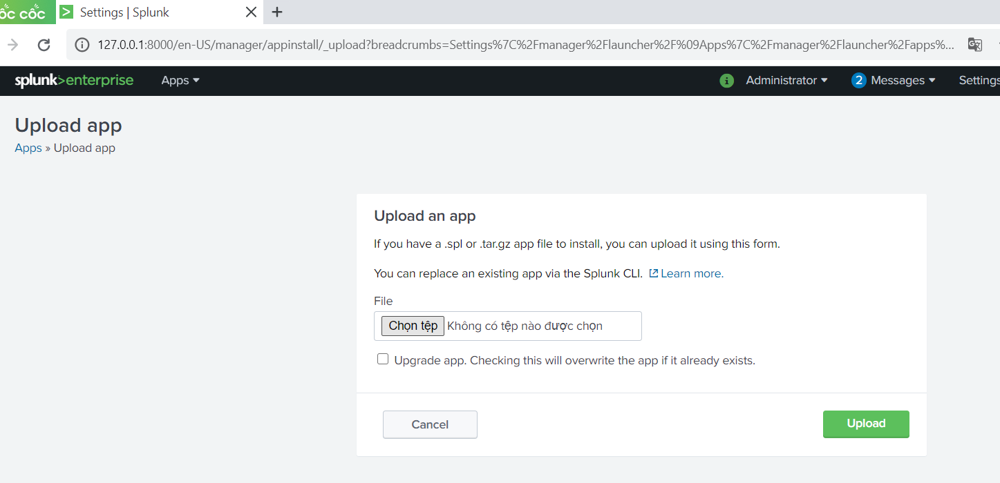 ốc cốc
Settings | Splunk
127.0.0.1:8000/en-US/manager/appinstall/_upload?breadcrumbs=Settings%7C%2Fmanager%2Flauncher%2F%09Apps%7C%2Fmanager%2Flauncher%2Fapps%...
splunk>enterprise Apps Administrator 2 Messages Settings
Upload app
Apps » Upload app
Upload an app
If you have a .spl or .tar.gz app file to install, you can upload it using this form.
You can replace an existing app via the Splunk CLI. Learn more.
File
Chọn tệp Không có tệp nào được chọn
Upgrade app. Checking this will overwrite the app if it already exists.
Cancel Upload